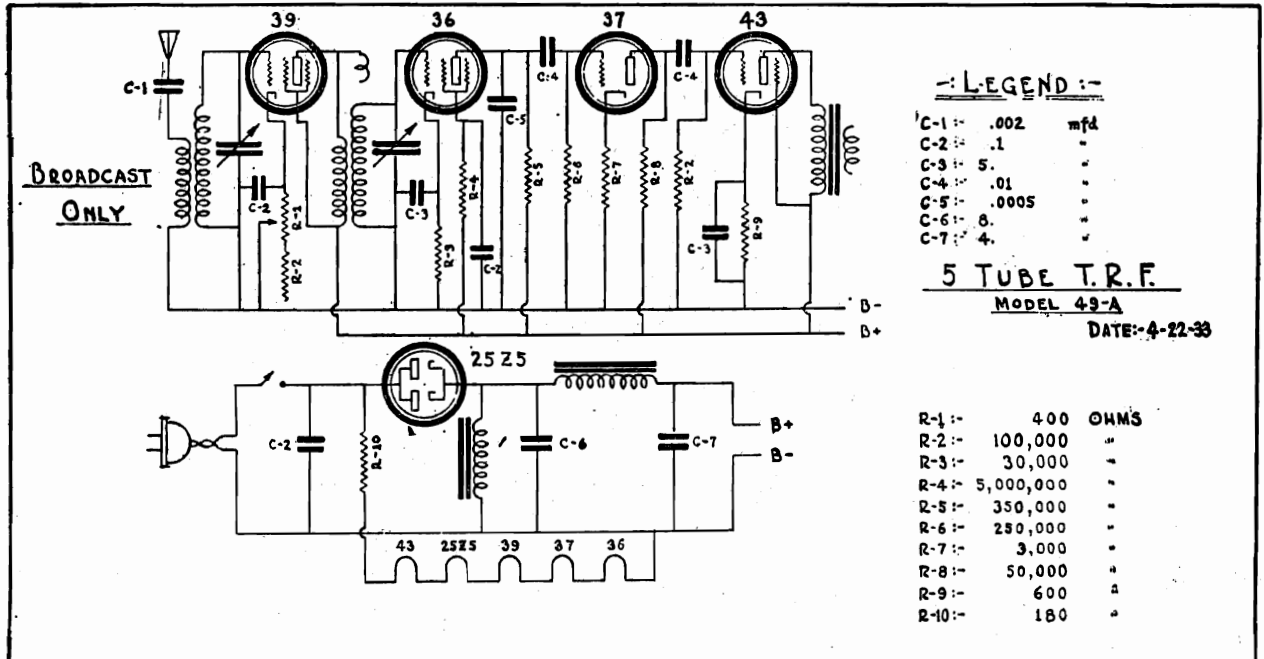 39 36 37 43
C-1
C-4 C-4
C-5
BROADCAST
ONLY
C-2
R-1
R-2
C-3
R-3
R-4
C-2
R-5
R-6
R-7
R-8
R-2
C-3
R-9
B-
B+
-: LEGEND :-
C-1:- .002 mfd
C-2:- .1 "
C-3:- 5. "
C-4:- .01 "
C-5:- .0005 "
C-6:- 8. "
C-7:- 4. "
5 TUBE T.R.F.
MODEL 49-A
DATE:-4-22-33
25Z5
C-2
R-10
C-6
C-7
B+
B-
43 25Z5 39 37 36
R-1:- 400 OHMS
R-2:- 100,000 "
R-3:- 30,000 "
R-4:- 5,000,000 "
R-5:- 350,000 "
R-6:- 250,000 "
R-7:- 3,000 "
R-8:- 50,000 "
R-9:- 600 "
R-10:- 180 "